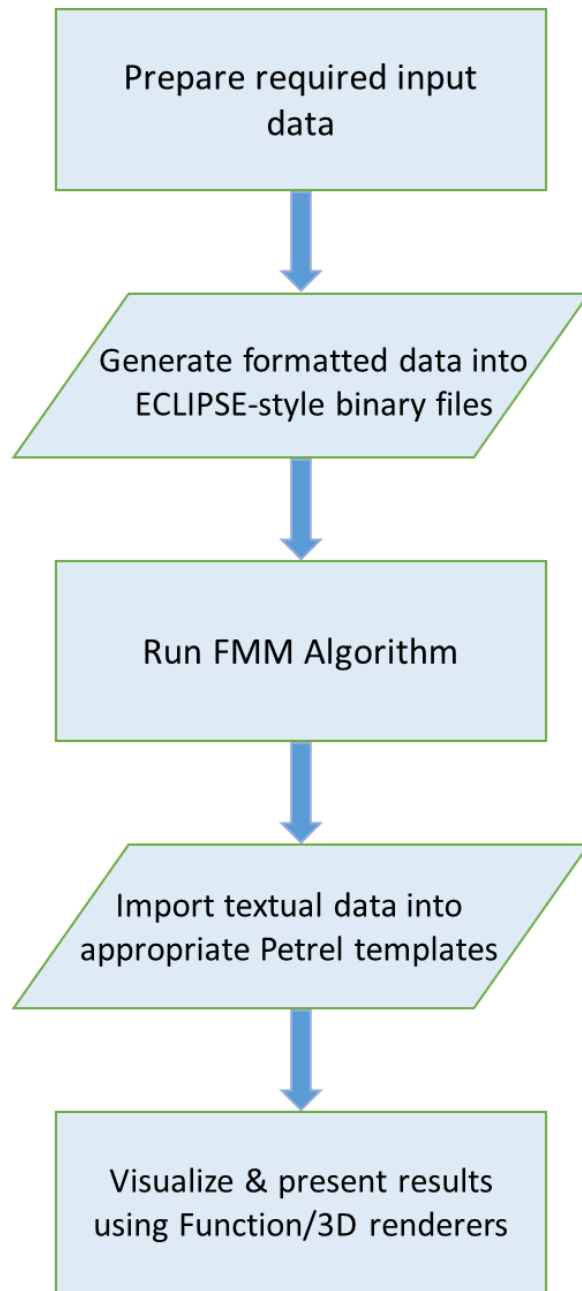 Prepare required input
data
Generate formatted data into
ECLIPSE-style binary files
Run FMM Algorithm
Import textual data into
appropriate Petrel templates
Visualize & present results
using Function/3D renderers